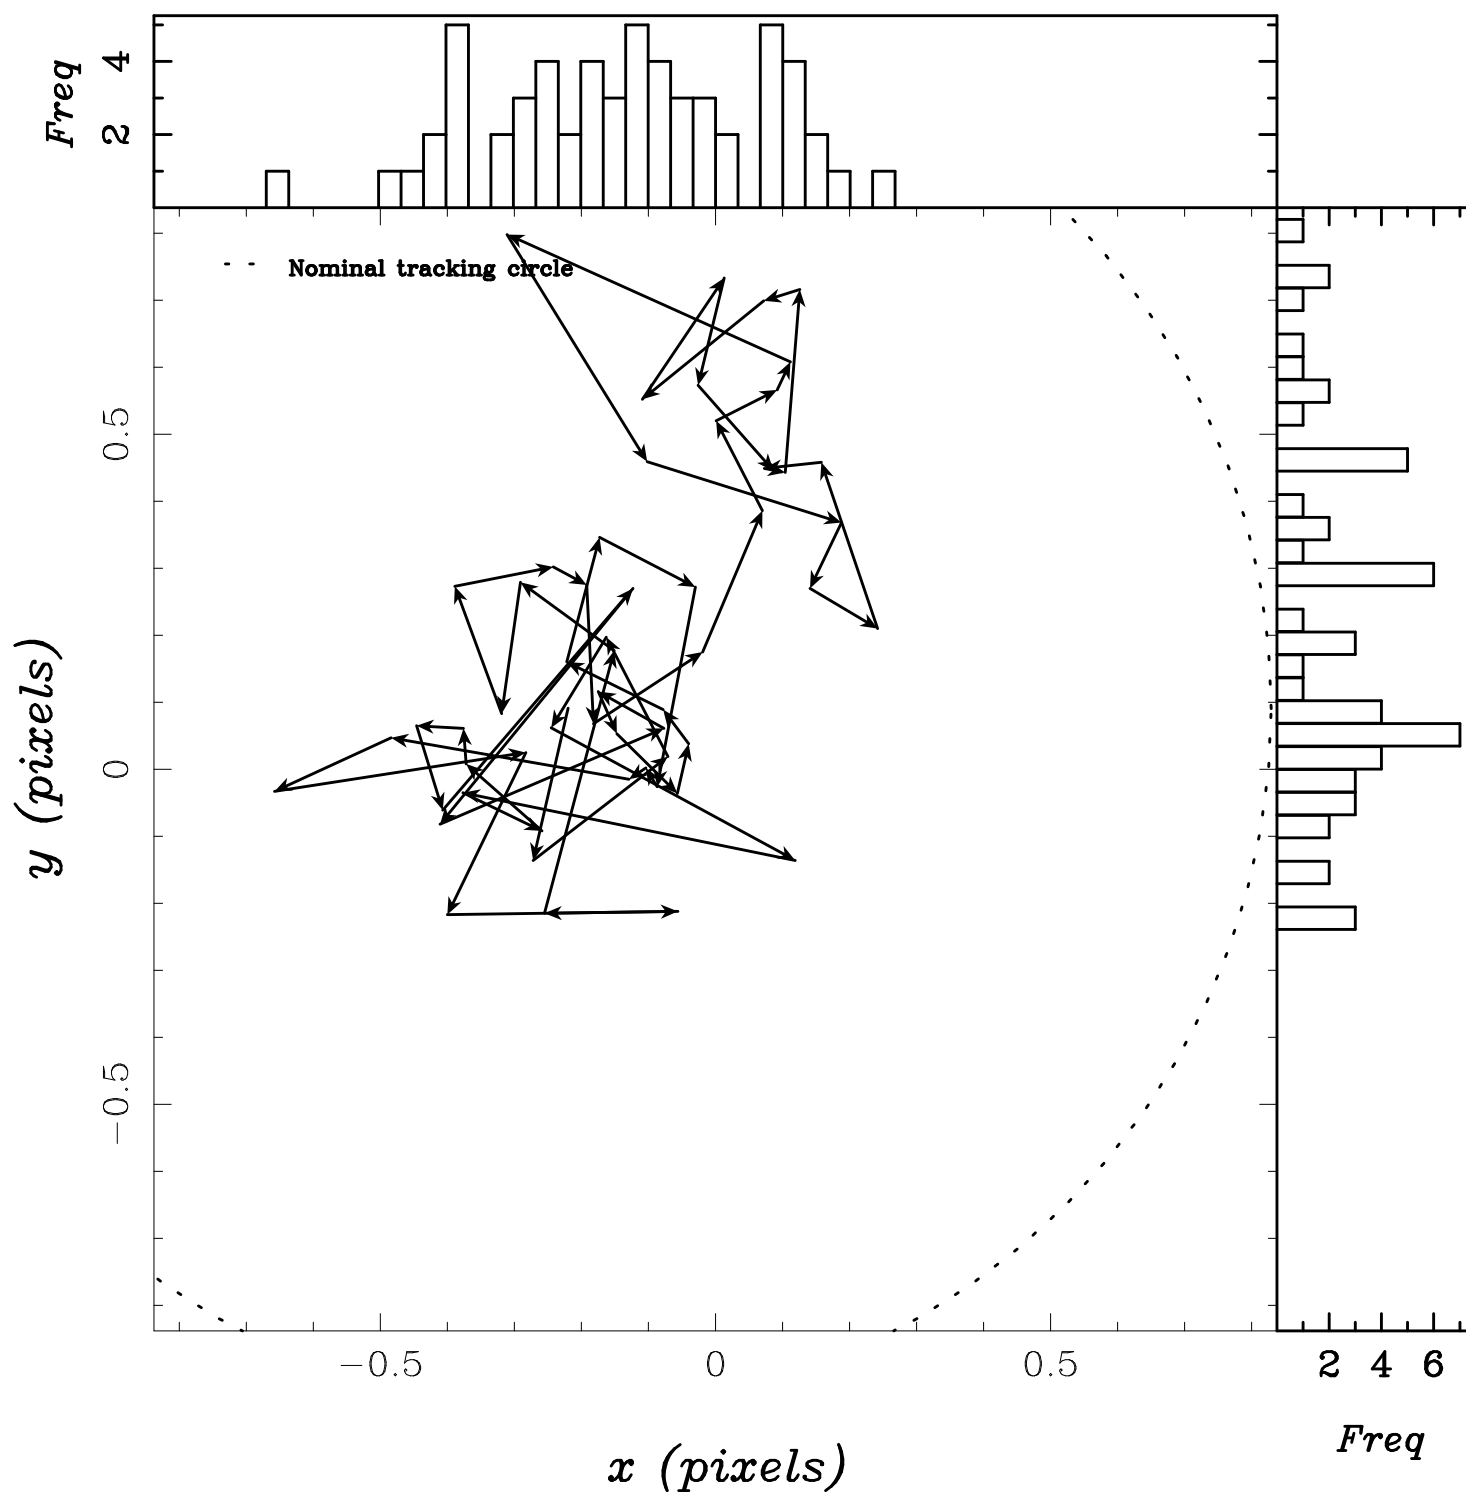 Freq
4
2
Nominal tracking circle
y (pixels)
0.5
0
−0.5
−0.5 0 0.5
2 4 6
Freq
x (pixels)